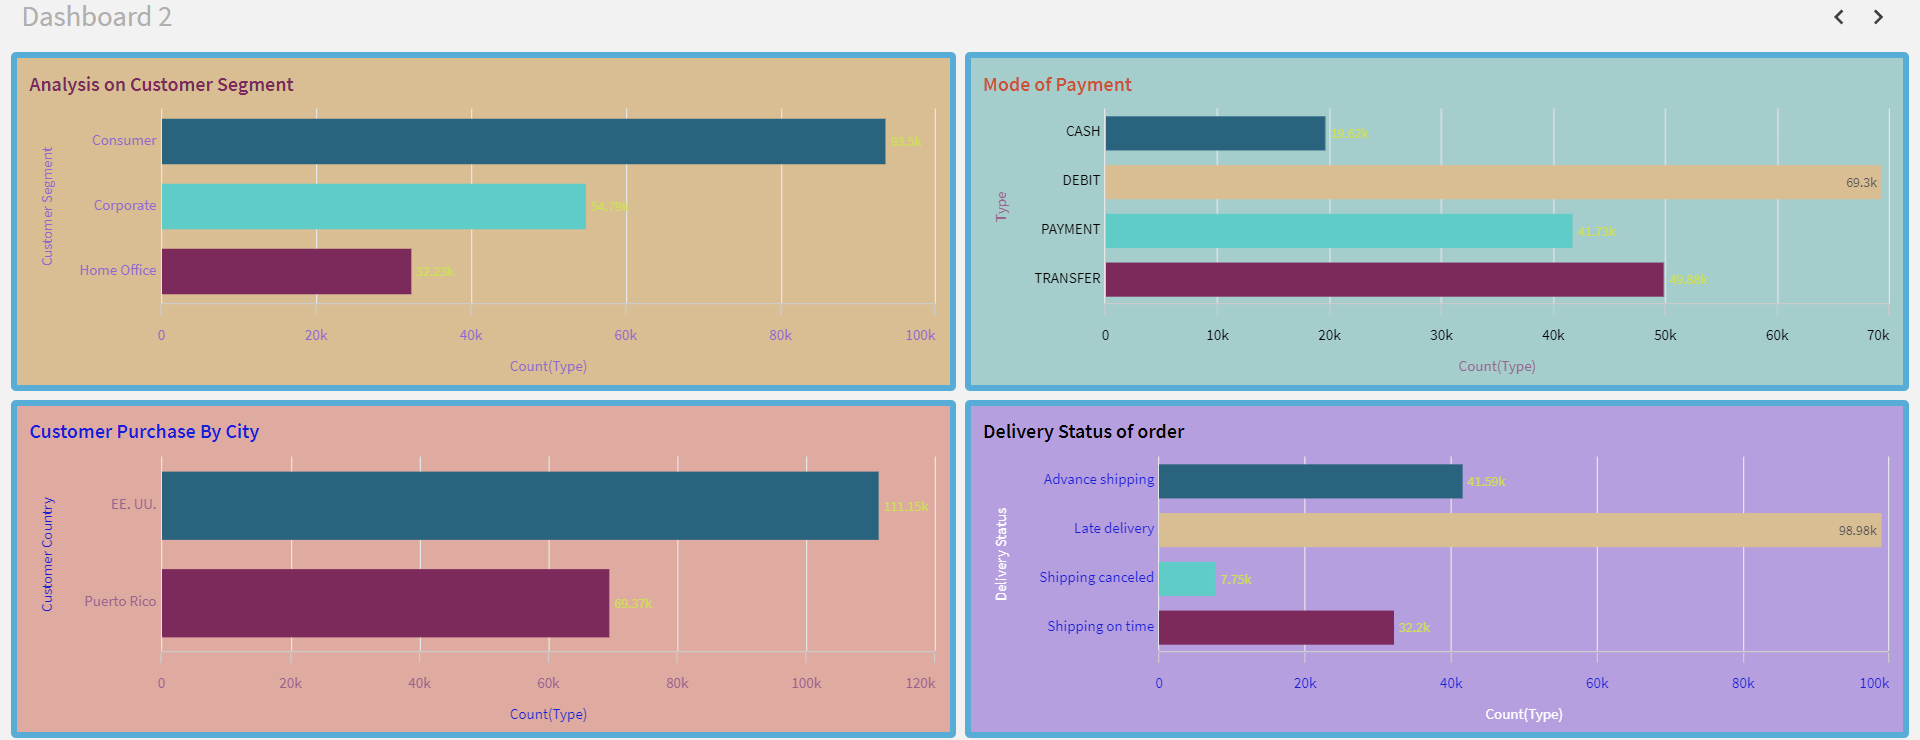 Dashboard 2
Analysis on Customer Segment
Customer Segment
Consumer
93.5k
Corporate
54.79k
Home Office
32.23k
0 20k 40k 60k 80k 100k
Count(Type)
Mode of Payment
Type
CASH
19.62k
DEBIT
69.3k
PAYMENT
41.73k
TRANSFER
49.88k
0 10k 20k 30k 40k 50k 60k 70k
Count(Type)
Customer Purchase By City
Customer Country
EE. UU.
111.15k
Puerto Rico
69.37k
0 20k 40k 60k 80k 100k 120k
Count(Type)
Delivery Status of order
Delivery Status
Advance shipping
41.59k
Late delivery
98.98k
Shipping canceled
7.75k
Shipping on time
32.2k
0 20k 40k 60k 80k 100k
Count(Type)